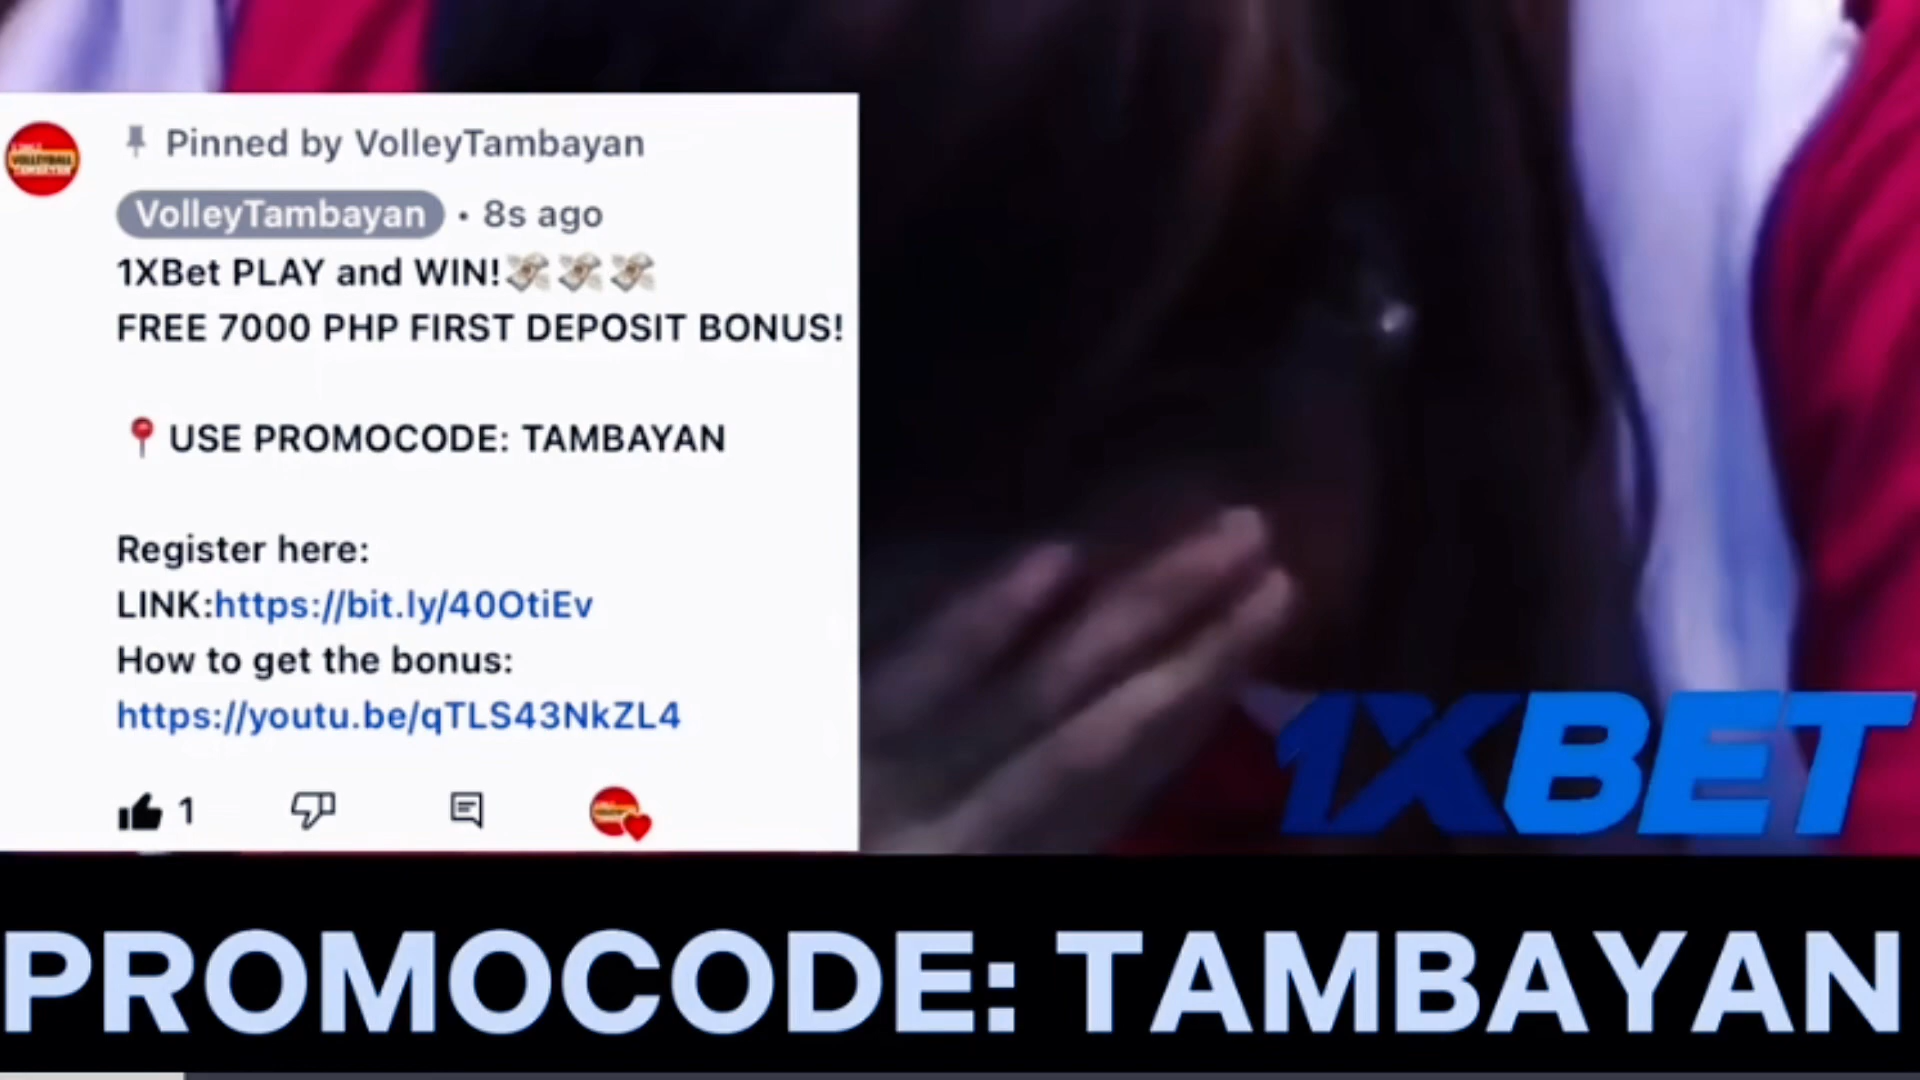 Pinned by VolleyTambayan
VolleyTambayan • 8s ago
1XBet PLAY and WIN!💸💸💸
FREE 7000 PHP FIRST DEPOSIT BONUS!
📍USE PROMOCODE: TAMBAYAN
Register here:
LINK:https://bit.ly/40OtiEv
How to get the bonus:
https://youtu.be/qTLS43NkZL4
1
1XBET
PROMOCODE: TAMBAYAN